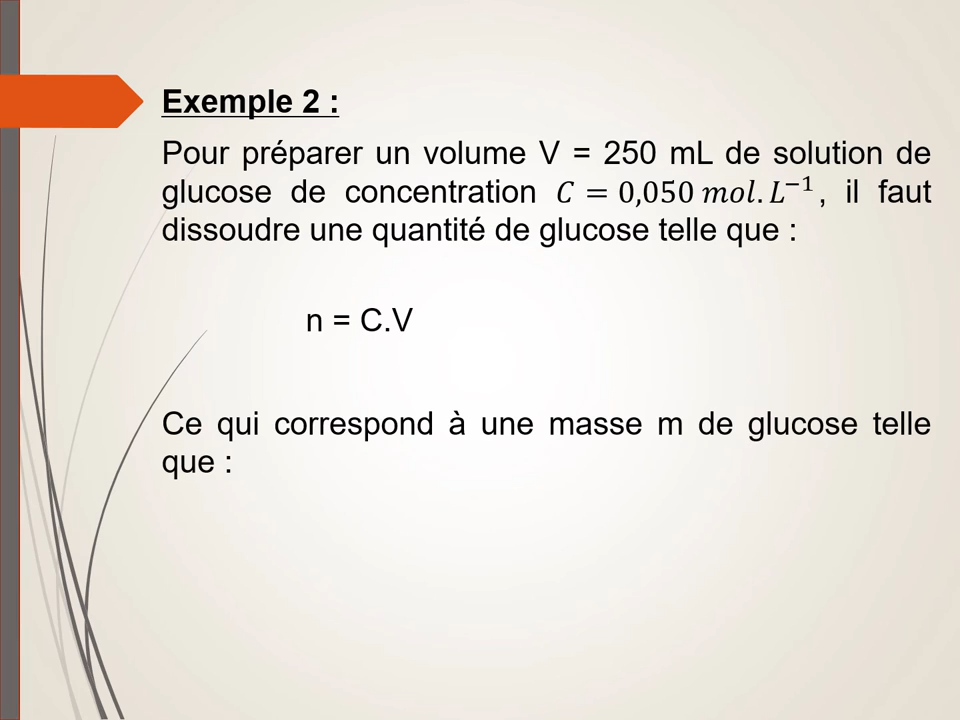 Exemple 2 :
Pour préparer un volume V = 250 mL de solution de
glucose de concentration C = 0,050 mol. L⁻¹, il faut
dissoudre une quantité de glucose telle que :
n = C.V
Ce qui correspond à une masse m de glucose telle
que :